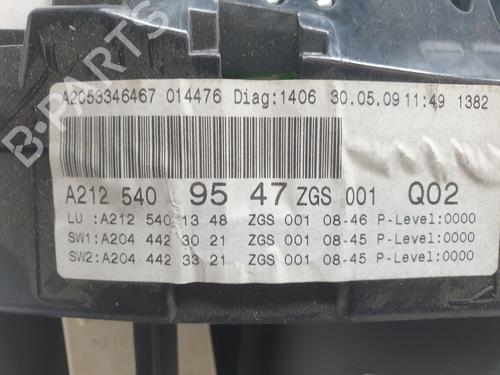 A2C53346467 014476 Diag:1406 30.05.09 11:49 1382
A212 540 95 47 ZGS 001 Q02
LU :A212 540 13 48 ZGS 001 08-46 P-Level:0000
SW1:A204 442 30 21 ZGS 001 08-45 P-Level:0000
SW2:A204 442 33 21 ZGS 001 08-45 P-Level:0000
B-PARTS